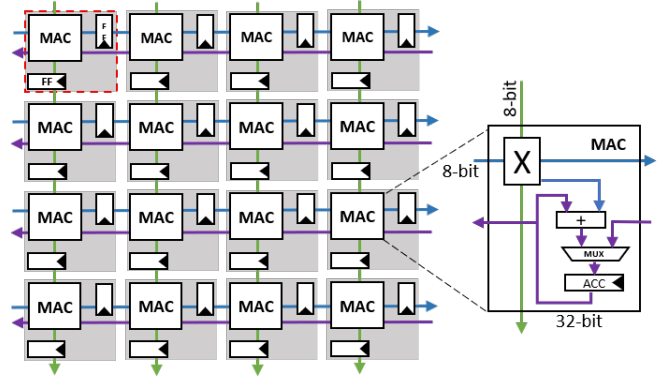 MAC F F MAC MAC MAC
FF
MAC MAC MAC MAC
MAC MAC MAC MAC
MAC MAC MAC MAC
8-bit
MAC
X
8-bit
+
MUX
ACC
32-bit